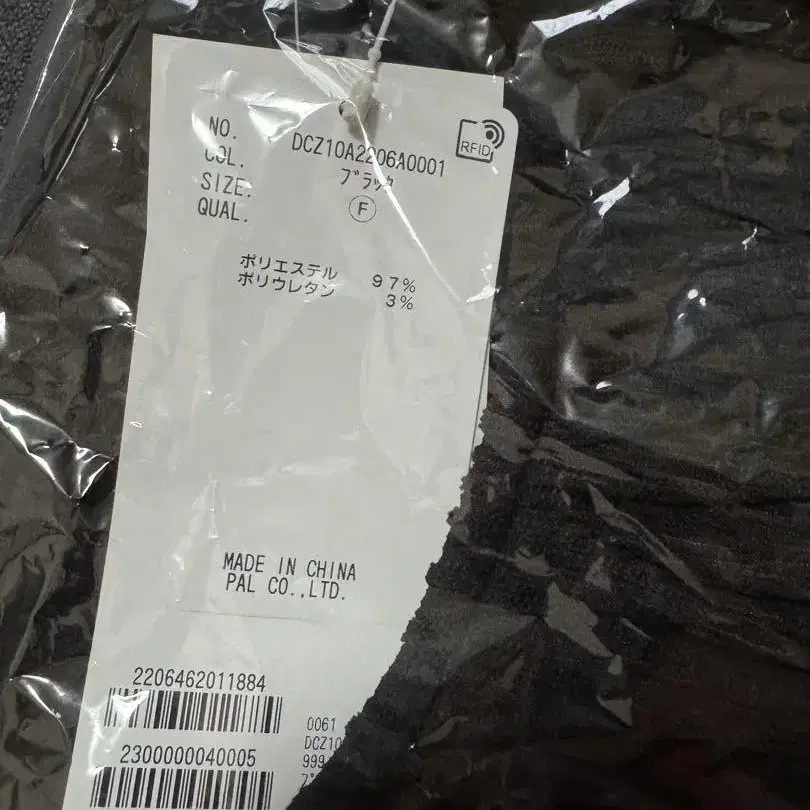 NO. DCZ10A2206A0001
RFID
COL. ブラック
SIZE. F
QUAL.
ポリエステル 97%
ポリウレタン 3%
MADE IN CHINA
PAL CO.,LTD.
2206462011884
0061
DCZ10
2300000040005
999